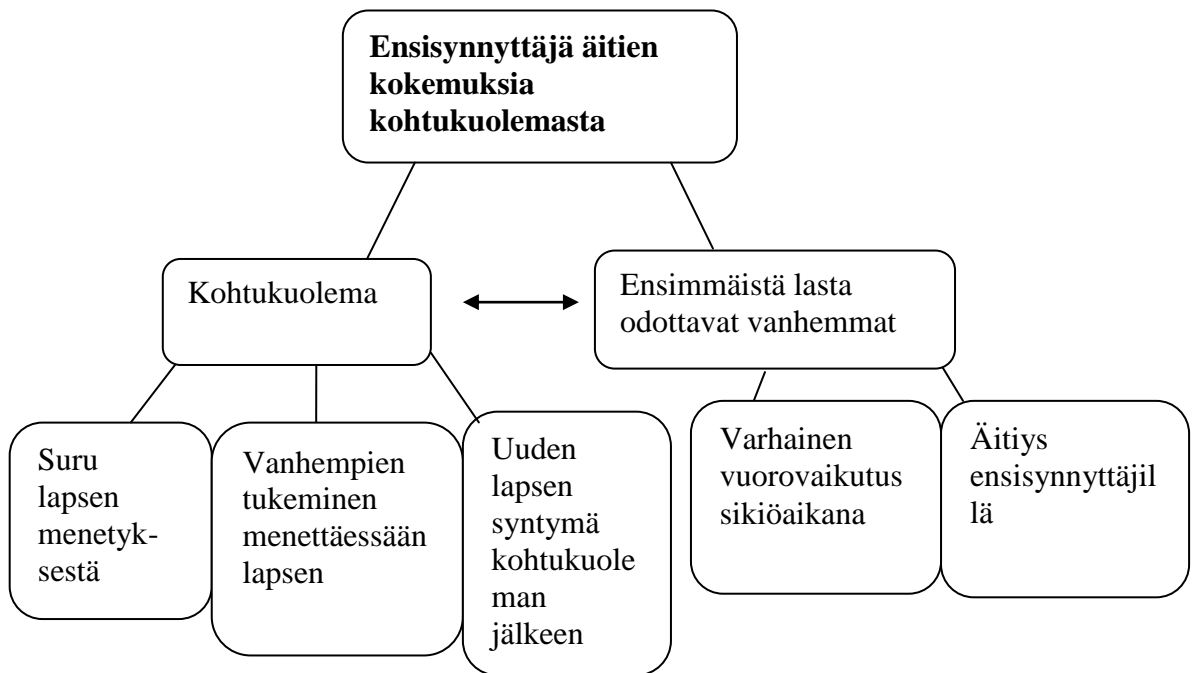 Ensisynnyttäjä äitien
kokemuksia
kohtukuolemasta
Kohtukuolema
Ensimmäistä lasta
odottavat vanhemmat
Suru
lapsen
menetyk-
sestä
Vanhempien
tukeminen
menettäessään
lapsen
Uuden
lapsen
syntymä
kohtukuole
man
jälkeen
Varhainen
vuorovaikutus
sikiöaikana
Äitiys
ensisynnyttäjil
lä